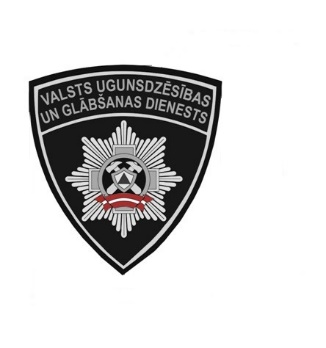 VALSTS UGUNSDZĒSĪBAS
UN GLĀBŠANAS DIENESTS